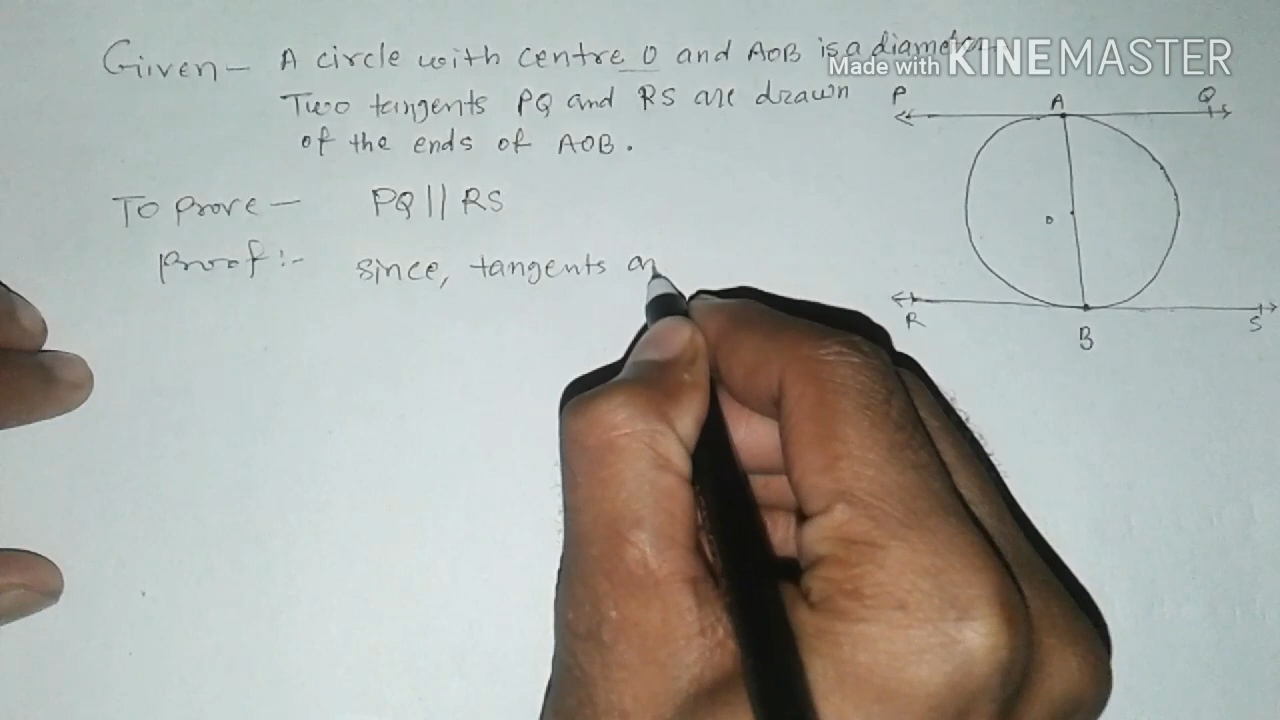 Given - A circle with centre O and AOB is a diameter
Two tangents PQ and RS are drawn
of the ends of AOB.
To prove - PQ || RS
Proof :- since, tangents a
Made with KINEMASTER
P A Q
O
R B S